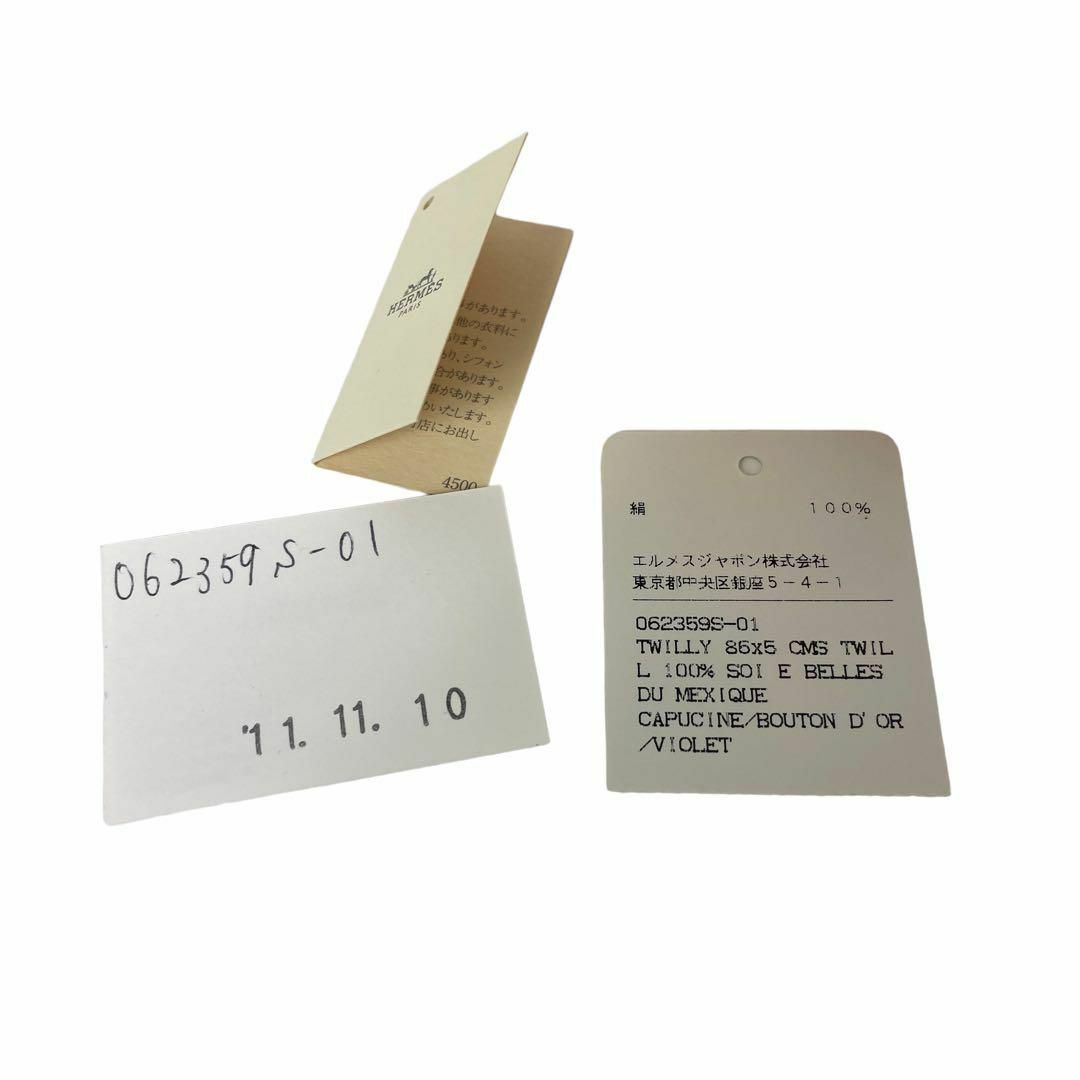 HERMES
PARIS
があります。
他の衣料に
ります。
り、シフォン
合があります。
事があります
いたします。
店にお出し
4500
062359S-01
'11. 11. 10
絹 100%
エルメスジャポン株式会社
東京都中央区銀座5-4-1
062359S-01
TWILLY 86x5 CMS TWIL
L 100% SOI E BELLES
DU MEXIQUE
CAPUCINE/BOUTON D'OR
/VIOLET